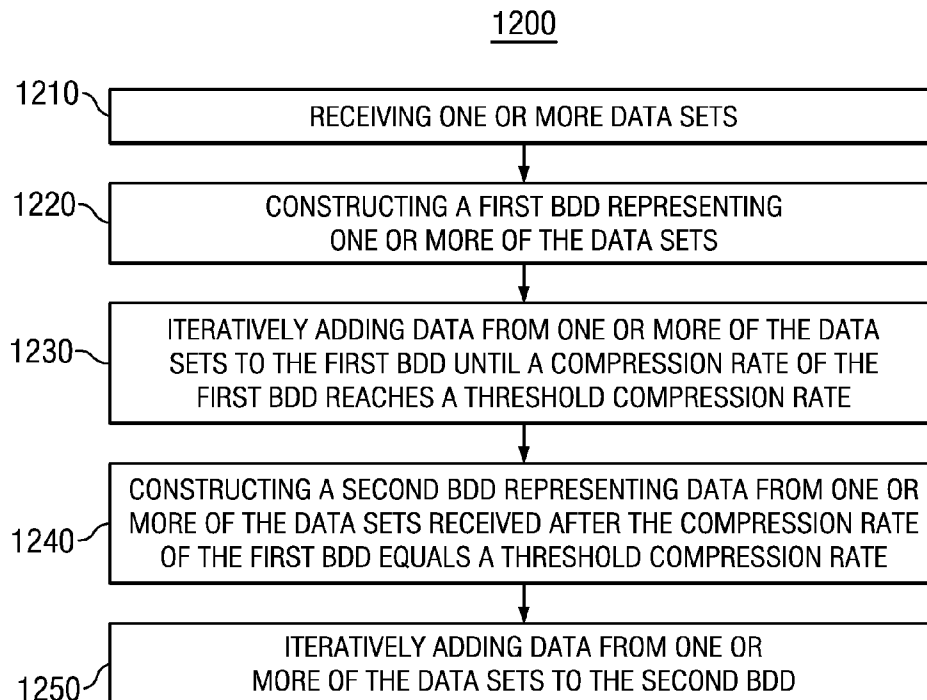 1200
1210
RECEIVING ONE OR MORE DATA SETS
1220
CONSTRUCTING A FIRST BDD REPRESENTING
ONE OR MORE OF THE DATA SETS
1230
ITERATIVELY ADDING DATA FROM ONE OR MORE OF THE DATA
SETS TO THE FIRST BDD UNTIL A COMPRESSION RATE OF THE
FIRST BDD REACHES A THRESHOLD COMPRESSION RATE
1240
CONSTRUCTING A SECOND BDD REPRESENTING DATA FROM ONE OR
MORE OF THE DATA SETS RECEIVED AFTER THE COMPRESSION RATE
OF THE FIRST BDD EQUALS A THRESHOLD COMPRESSION RATE
1250
ITERATIVELY ADDING DATA FROM ONE OR
MORE OF THE DATA SETS TO THE SECOND BDD